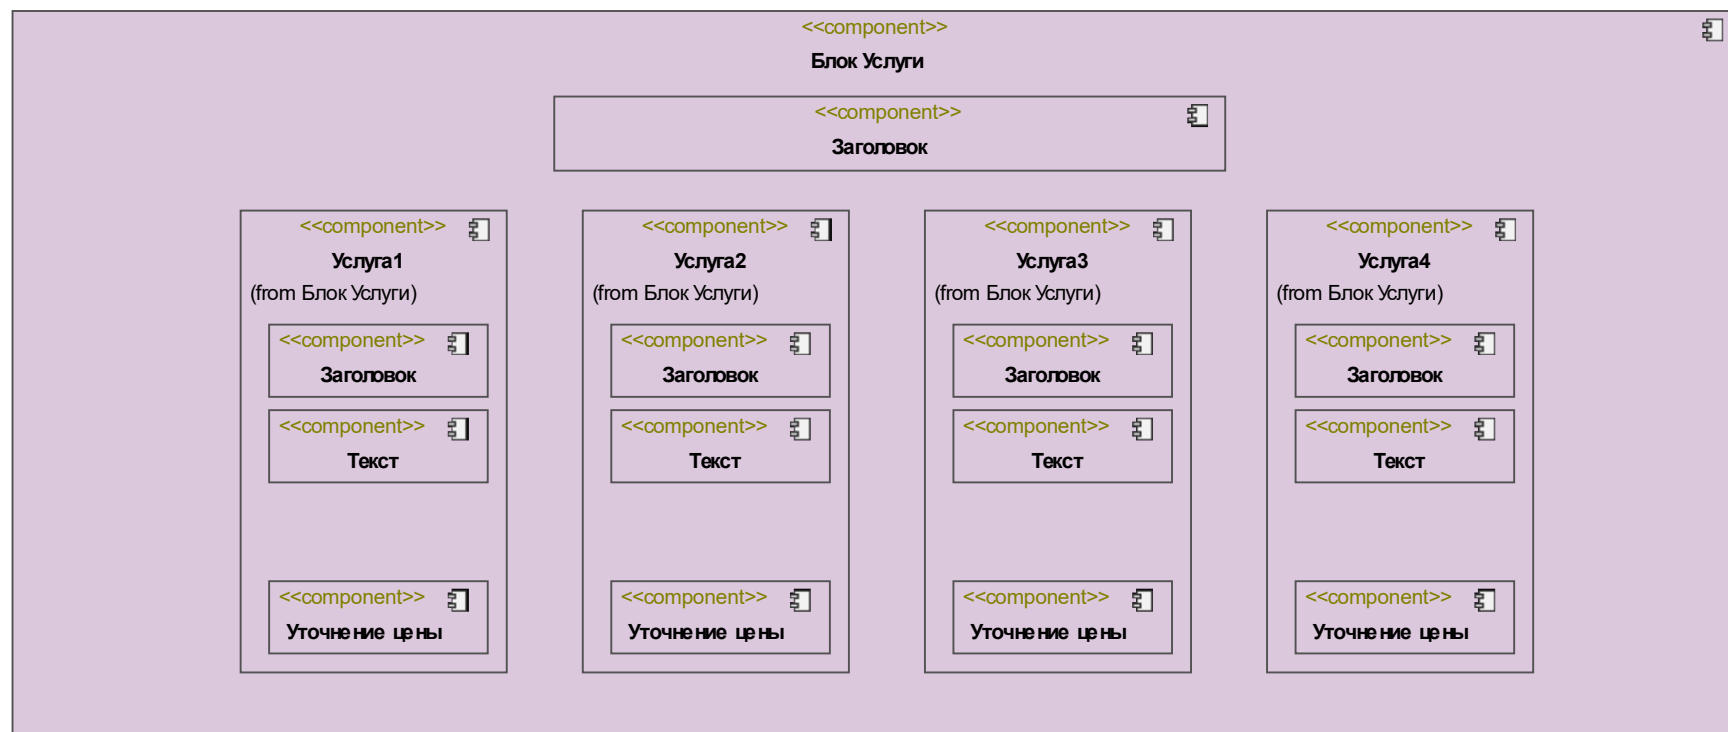 <<component>>
Блок Услуги
<<component>>
Заголовок
<<component>>
Услуга1
(from Блок Услуги)
<<component>>
Заголовок
<<component>>
Текст
<<component>>
Уточнение цены
<<component>>
Услуга2
(from Блок Услуги)
<<component>>
Заголовок
<<component>>
Текст
<<component>>
Уточнение цены
<<component>>
Услуга3
(from Блок Услуги)
<<component>>
Заголовок
<<component>>
Текст
<<component>>
Уточнение цены
<<component>>
Услуга4
(from Блок Услуги)
<<component>>
Заголовок
<<component>>
Текст
<<component>>
Уточнение цены